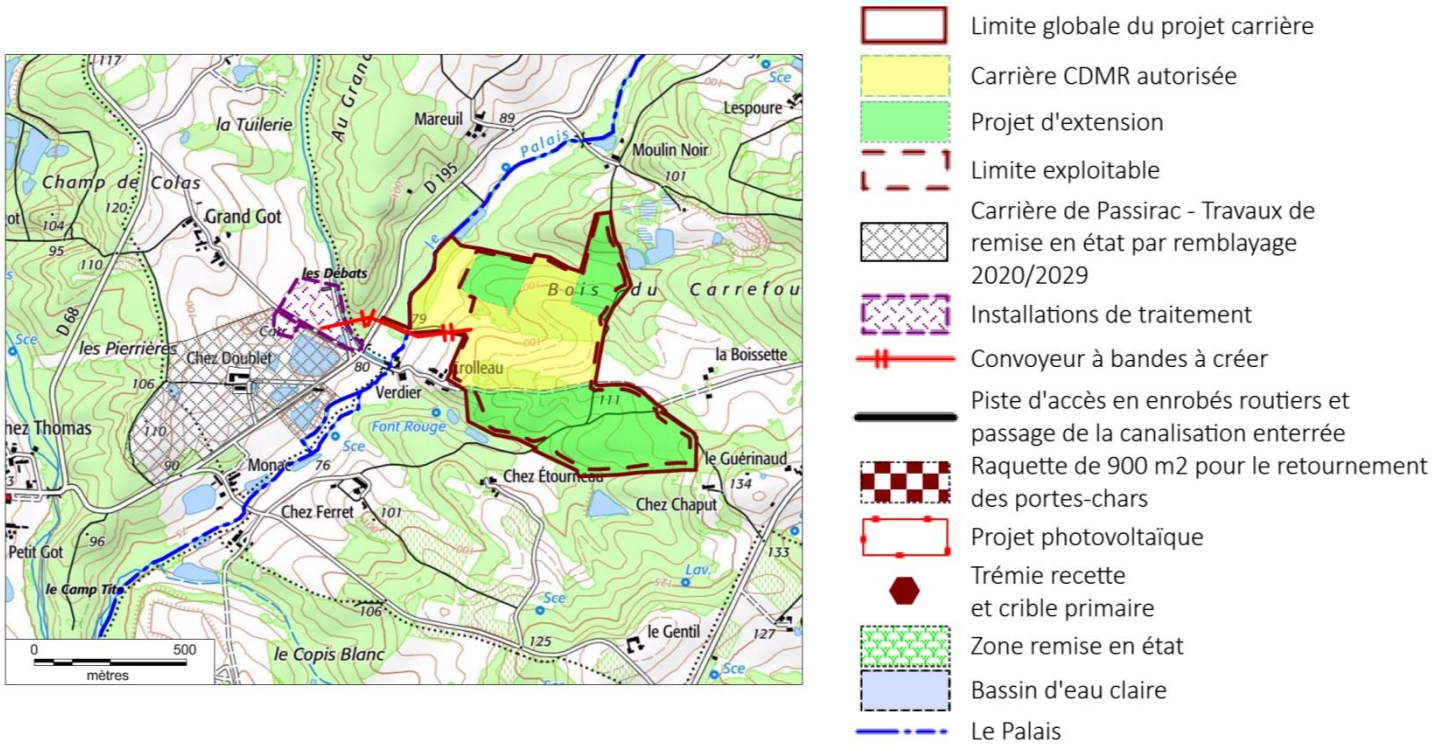 117
Sce
Au Grand
la Tuilerie
Mareuil
89
Lespoure
Palais
D 195
Moulin Noir
101
Champ de Colas
120
Grand Got
104
95
110
le
les Débats
Bois du Carrefou
D 68
Sce
les Pierrières
Chez Doublet
79
80
106
Verdier
la Boissette
111
hez Thomas
110
Font Rouge
90
Monac
76
Sce
Chez Étourneau
le Guérinaud
134
Chez Ferret
101
Chez Chaput
96
Petit Got
133
le Camp Tit
Lav.
106
Sce
125
le Gentil
127
le Copis Blanc
Sce
0 500
mètres
Limite globale du projet carrière
Carrière CDMR autorisée
Projet d'extension
Limite exploitable
Carrière de Passirac - Travaux de
remise en état par remblayage
2020/2029
Installations de traitement
Convoyeur à bandes à créer
Piste d'accès en enrobés routiers et
passage de la canalisation enterrée
Raquette de 900 m2 pour le retournement
des portes-chars
Projet photovoltaïque
Trémie recette
et crible primaire
Zone remise en état
Bassin d'eau claire
Le Palais